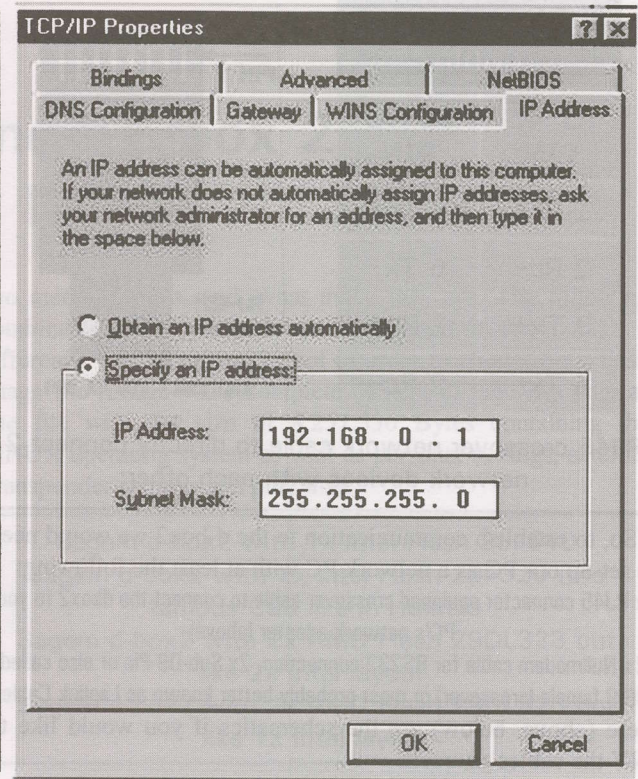 TCP/IP Properties
Bindings
Advanced
NetBIOS
DNS Configuration
Gateway
WINS Configuration
IP Address
An IP address can be automatically assigned to this computer.
If your network does not automatically assign IP addresses, ask
your network administrator for an address, and then type it in
the space below.
Obtain an IP address automatically
Specify an IP address:
IP Address:
192.168. 0 . 1
Subnet Mask:
255.255.255. 0
OK
Cancel